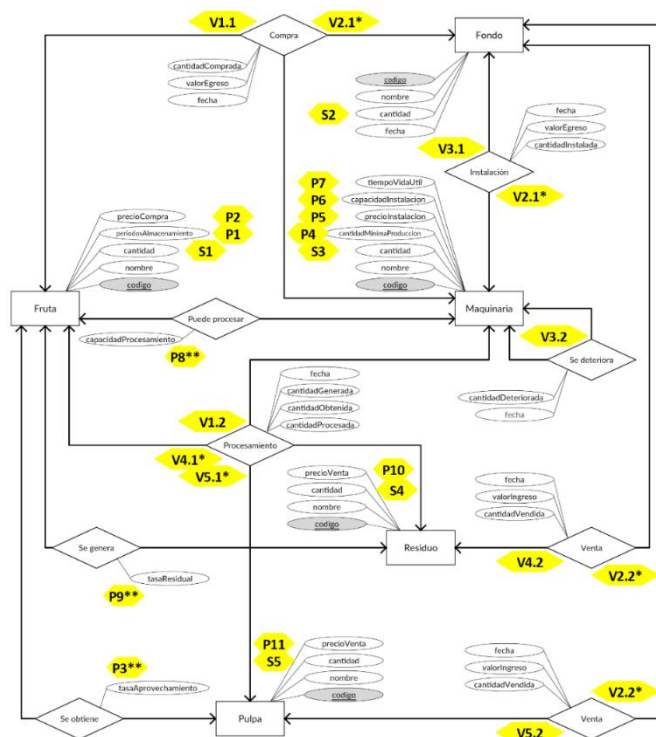 V1.1
Compra
V2.1*
Fondo
cantidadComprada
valorEgreso
fecha
codigo
nombre
cantidad
fecha
S2
fecha
valorEgreso
cantidadInstalada
V3.1
Instalación
V2.1*
P7
P6
P5
P4
S3
tiempoVidaUtil
capacidadInstalacion
precioInstalacion
cantidadMinimaProduccion
cantidad
nombre
codigo
Maquinaria
precioCompra
periodosAlmacenamiento
cantidad
nombre
codigo
P2
P1
S1
Fruta
Puede procesar
capacidadProcesamiento
P8**
V3.2
Se deteriora
cantidadDeteriorada
fecha
fecha
cantidadGenerada
cantidadObtenida
cantidadProcesada
V1.2
Procesamiento
V4.1*
V5.1*
P10
S4
precioVenta
cantidad
nombre
codigo
Residuo
fecha
valorIngreso
cantidadVendida
V4.2
Venta
V2.2*
Se genera
tasaResidual
P9**
P3**
tasaAprovechamiento
Se obtiene
P11
S5
precioVenta
cantidad
nombre
codigo
Pulpa
fecha
valorIngreso
cantidadVendida
V2.2*
Venta
V5.2